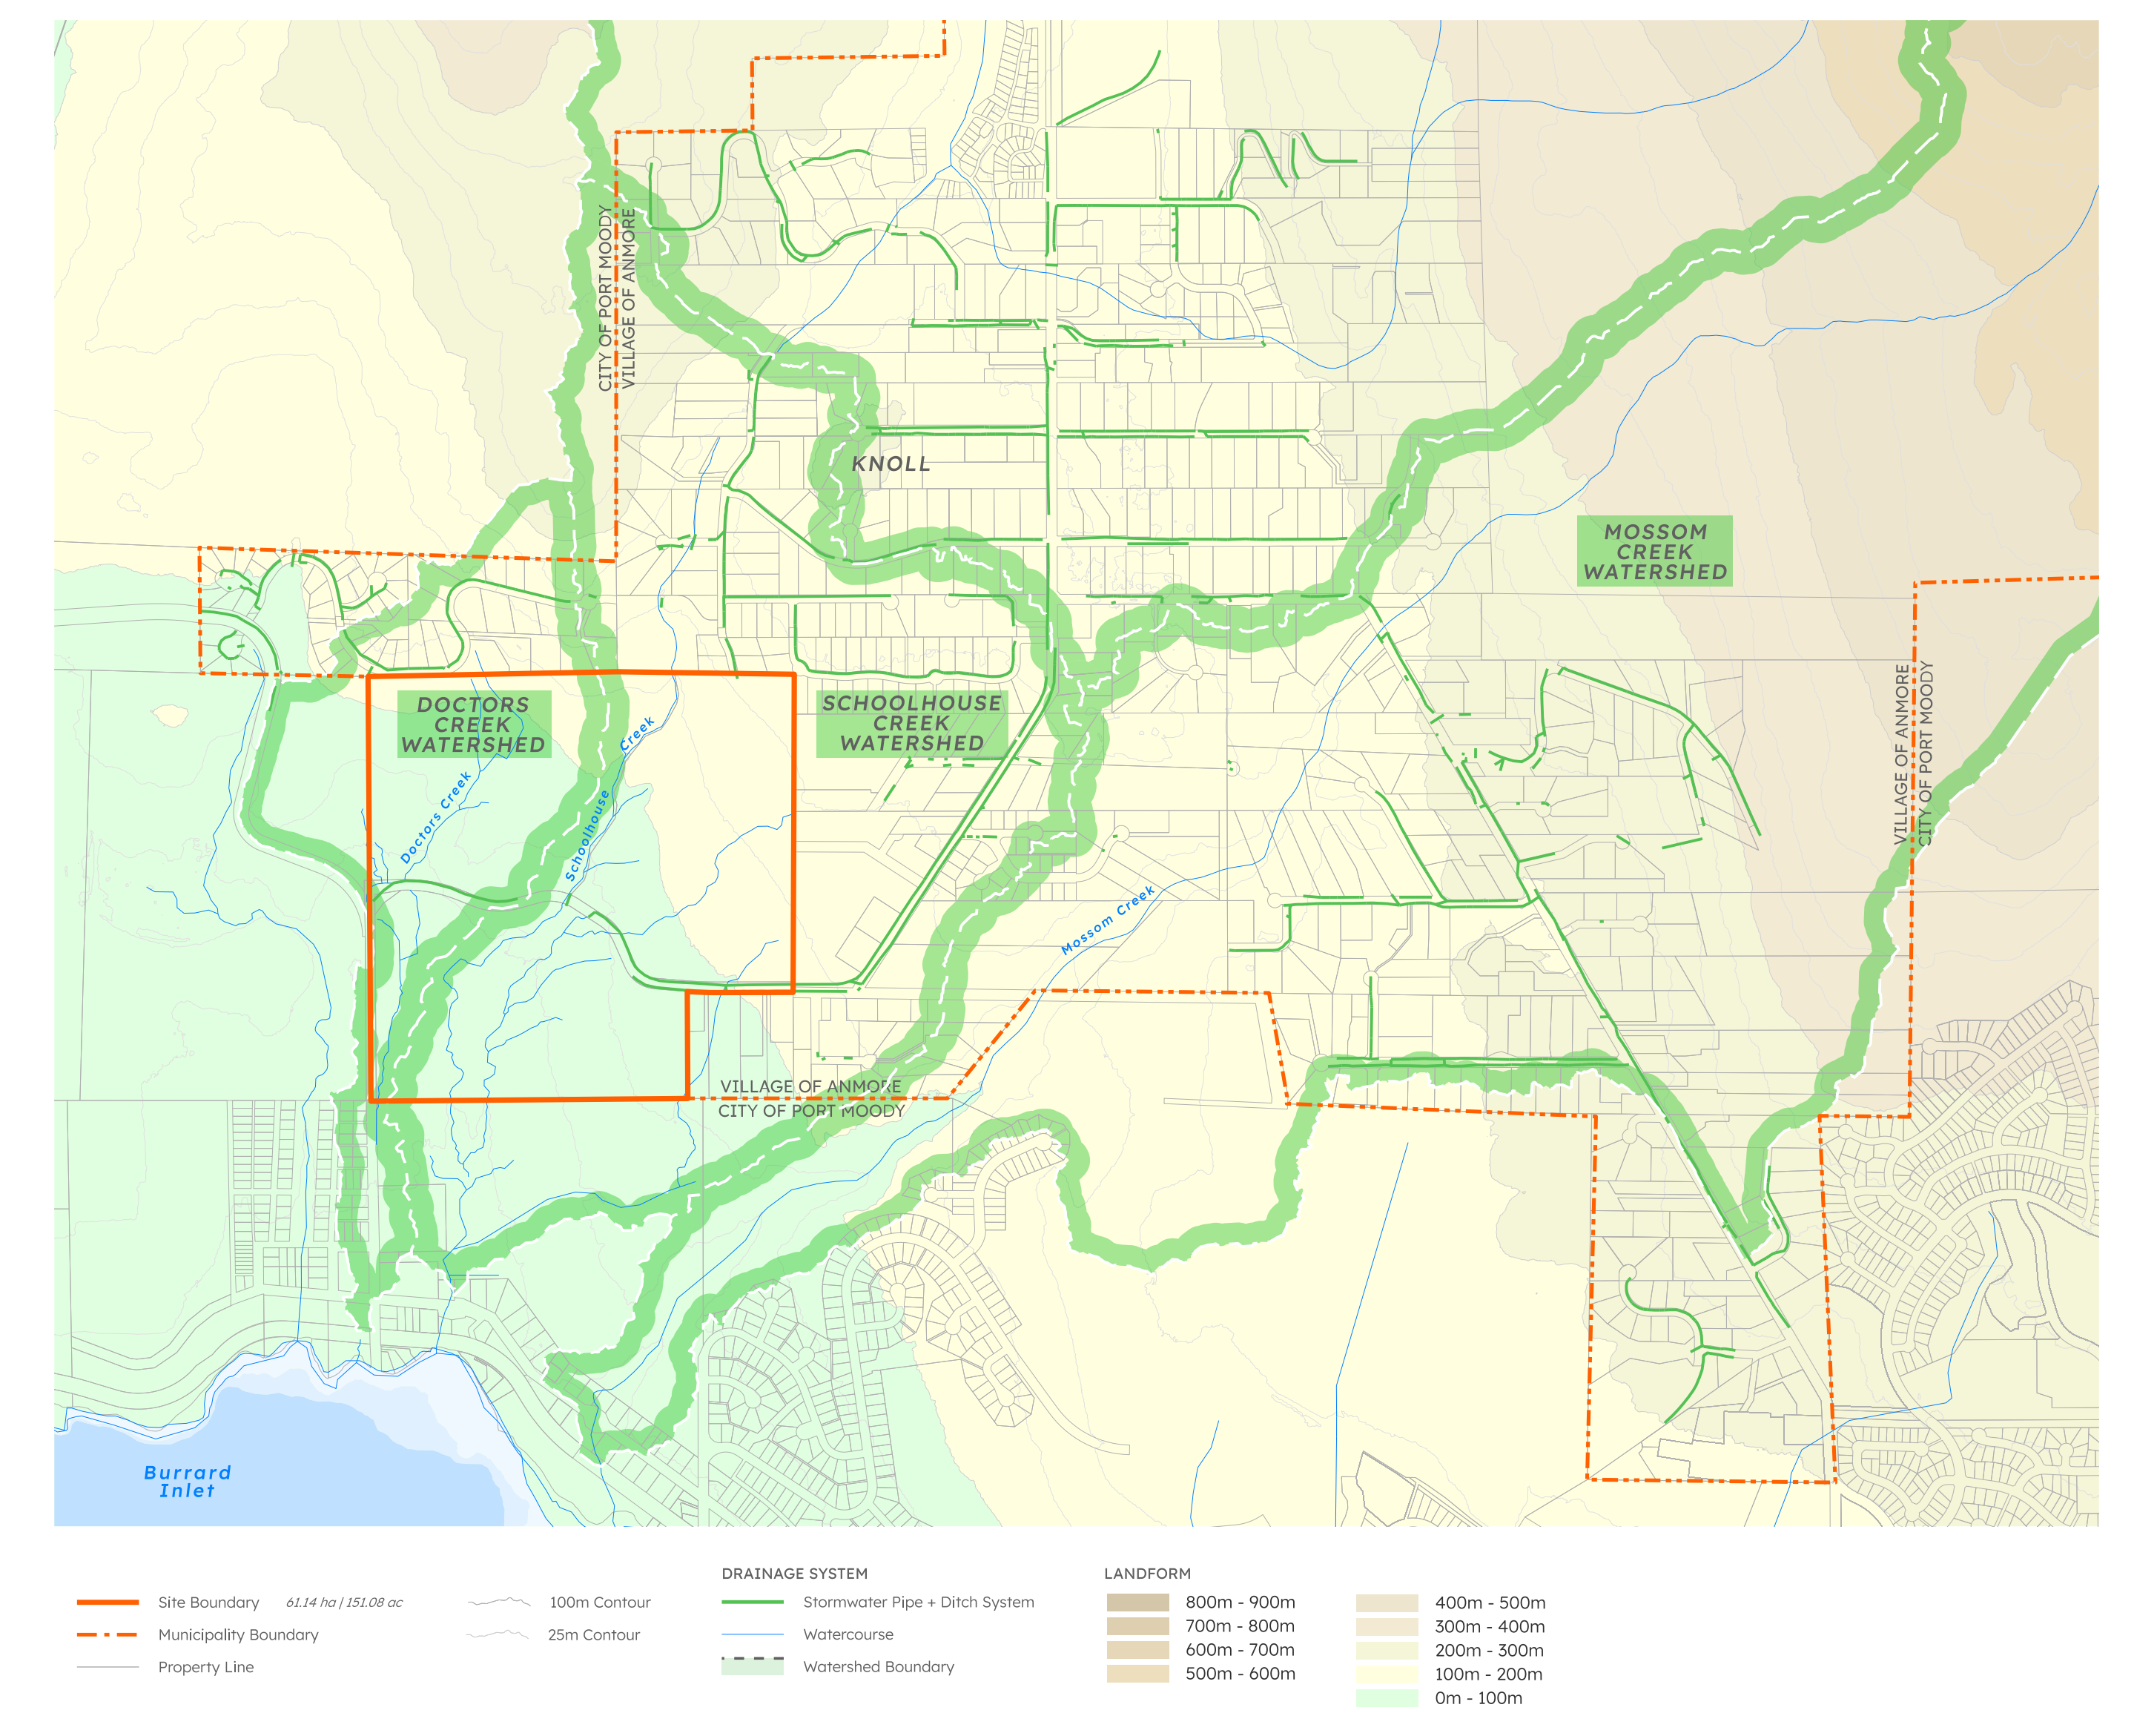 CITY OF PORT MOODY
VILLAGE OF ANMORE
KNOLL
MOSSOM
CREEK
WATERSHED
DOCTORS
CREEK
WATERSHED
SCHOOLHOUSE
CREEK
WATERSHED
VILLAGE OF ANMORE
CITY OF PORT MOODY
Doctors Creek
Schoolhouse Creek
Mossom Creek
VILLAGE OF ANMORE
CITY OF PORT MOODY
Burrard
Inlet
Site Boundary 61.14 ha | 151.08 ac
Municipality Boundary
Property Line
100m Contour
25m Contour
DRAINAGE SYSTEM
Stormwater Pipe + Ditch System
Watercourse
Watershed Boundary
LANDFORM
800m - 900m
700m - 800m
600m - 700m
500m - 600m
400m - 500m
300m - 400m
200m - 300m
100m - 200m
0m - 100m